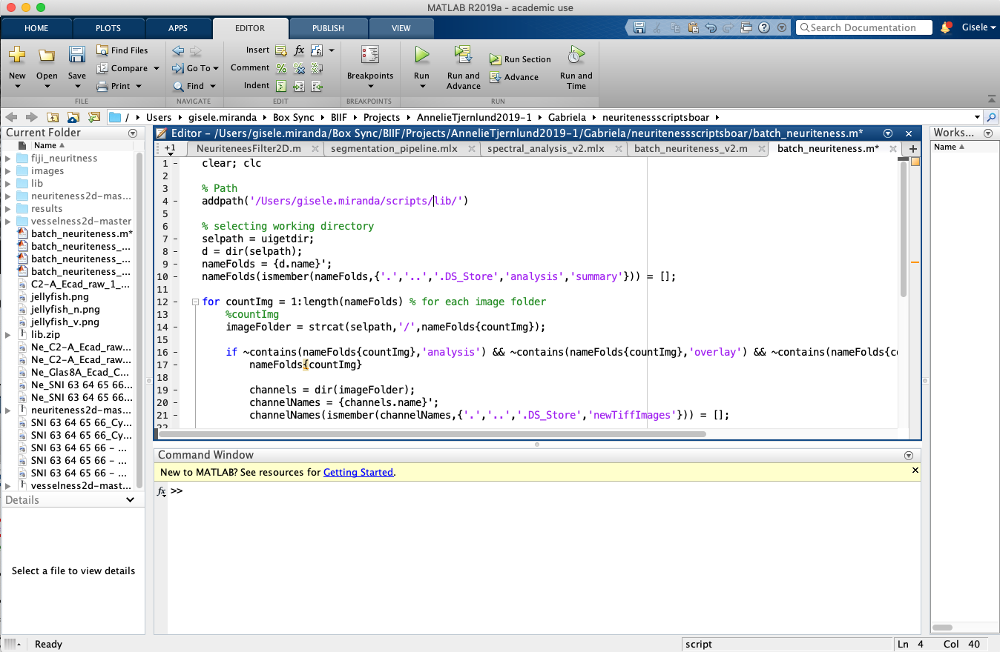 MATLAB R2019a - academic use
HOME PLOTS APPS EDITOR PUBLISH VIEW Search Documentation Gisele
New Open Save Find Files Compare Print
FILE
Go To Find
NAVIGATE
Insert fx
Comment
Indent
EDIT
Breakpoints
BREAKPOINTS
Run Run and Advance Run Section Advance Run and Time
RUN
/ Users gisele.miranda Box Sync BIIF Projects AnnelieTjernlund2019-1 Gabriela neuritenessscriptsboar
Current Folder
Name
fiji_neuritness
images
lib
neuriteness2d-mas...
results
vesselness2d-master
batch_neuriteness.m*
batch_neuriteness_...
batch_neuriteness_...
batch_neuriteness_...
C2-A_Ecad_raw_1_...
jellyfish.png
jellyfish_n.png
jellyfish_v.png
lib.zip
Ne_C2-A_Ecad_raw...
Ne_C2-A_Ecad_raw...
Ne_Glas8A_Ecad_C...
Ne_SNI 63 64 65 66...
Ne_SNI 63 64 65 66...
neuriteness2d-mas...
SNI 63 64 65 66_Cy...
SNI 63 64 65 66_Cy...
SNI 63 64 65 66 - ...
SNI 63 64 65 66 - ...
SNI 63 64 65 66 - ...
vesselness2d-mast...
Details
Select a file to view details
Editor - /Users/gisele.miranda/Box Sync/BIIF/Projects/AnnelieTjernlund2019-1/Gabriela/neuritenessscriptsboar/batch_neuriteness.m*
+1 NeuriteneesFilter2D.m segmentation_pipeline.mlx spectral_analysis_v2.mlx batch_neuriteness_v2.m batch_neuriteness.m*
1 - clear; clc
2
3 % Path
4 - addpath('/Users/gisele.miranda/scripts/lib/')
5
6 % selecting working directory
7 - selpath = uigetdir;
8 - d = dir(selpath);
9 - nameFolds = {d.name}';
10 - nameFolds(ismember(nameFolds,{'.','..','.DS_Store','analysis','summary'})) = [];
11
12 - for countImg = 1:length(nameFolds) % for each image folder
13 %countImg
14 - imageFolder = strcat(selpath,'/',nameFolds{countImg});
15
16 - if ~contains(nameFolds{countImg},'analysis') && ~contains(nameFolds{countImg},'overlay') && ~contains(nameFolds{co
17 - nameFolds{countImg}
18
19 - channels = dir(imageFolder);
20 - channelNames = {channels.name}';
21 - channelNames(ismember(channelNames,{'.','..','.DS_Store','newTiffImages'})) = [];
22
Command Window
New to MATLAB? See resources for Getting Started.
fx >>
Works...
Name
Ready script Ln 4 Col 40